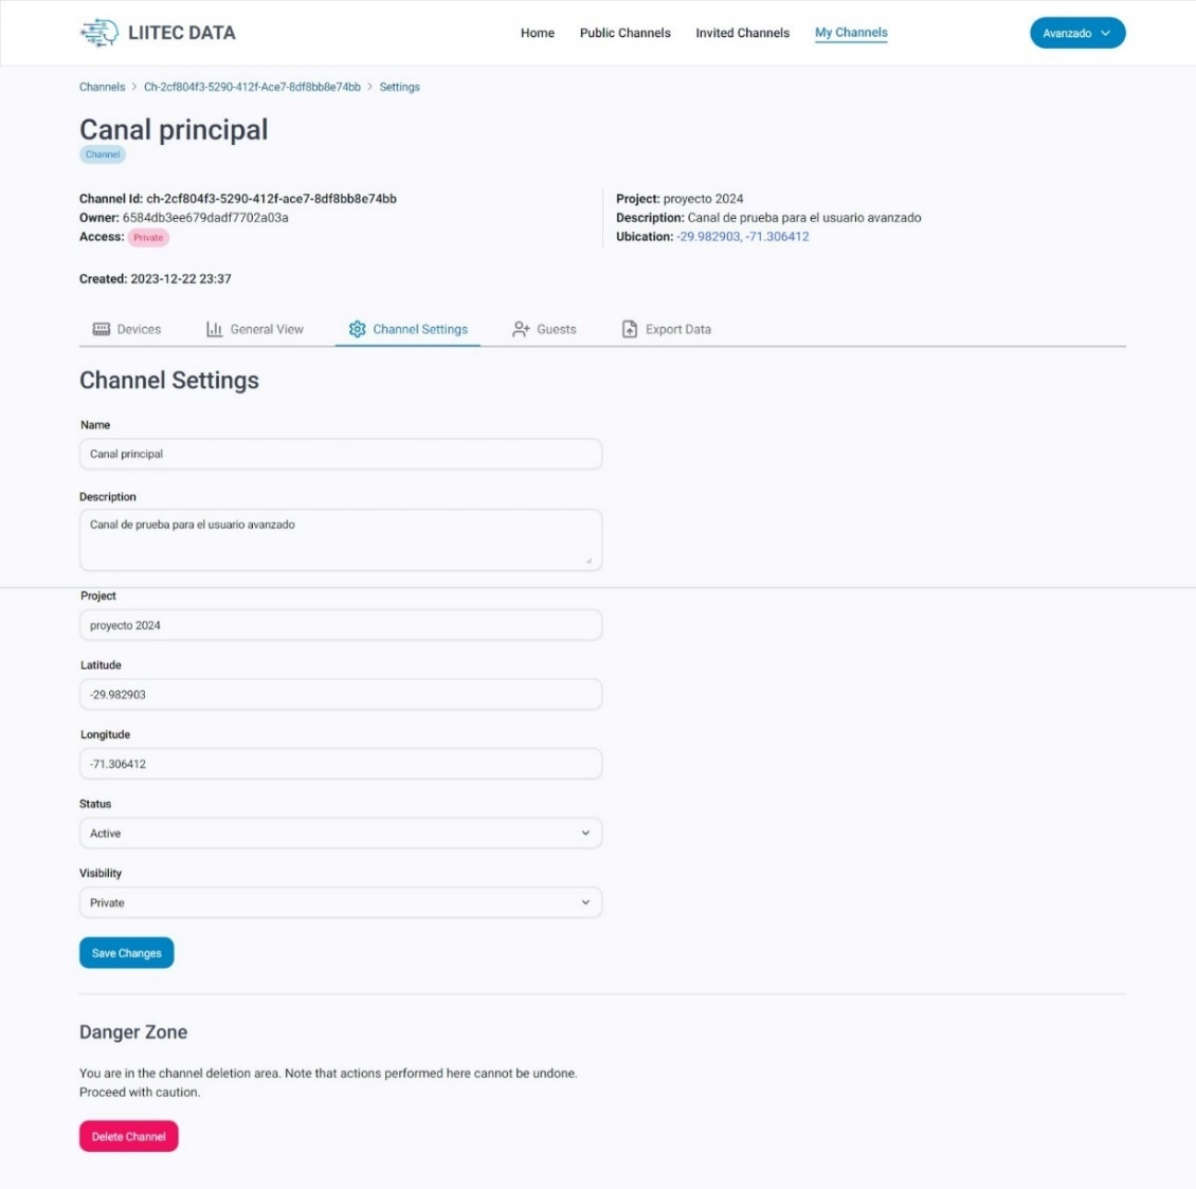 LIITEC DATA
Home Public Channels Invited Channels My Channels Avanzado
Channels > Ch-2cf804f3-5290-412f-Ace7-8df8bb8e74bb > Settings
Canal principal
Channel
Channel Id: ch-2cf804f3-5290-412f-ace7-8df8bb8e74bb
Owner: 6584db3ee679dadf7702a03a
Access: Private
Project: proyecto 2024
Description: Canal de prueba para el usuario avanzado
Ubication: -29.982903, -71.306412
Created: 2023-12-22 23:37
Devices General View Channel Settings Guests Export Data
Channel Settings
Name
Canal principal
Description
Canal de prueba para el usuario avanzado
Project
proyecto 2024
Latitude
-29.982903
Longitude
-71.306412
Status
Active
Visibility
Private
Save Changes
Danger Zone
You are in the channel deletion area. Note that actions performed here cannot be undone.
Proceed with caution.
Delete Channel